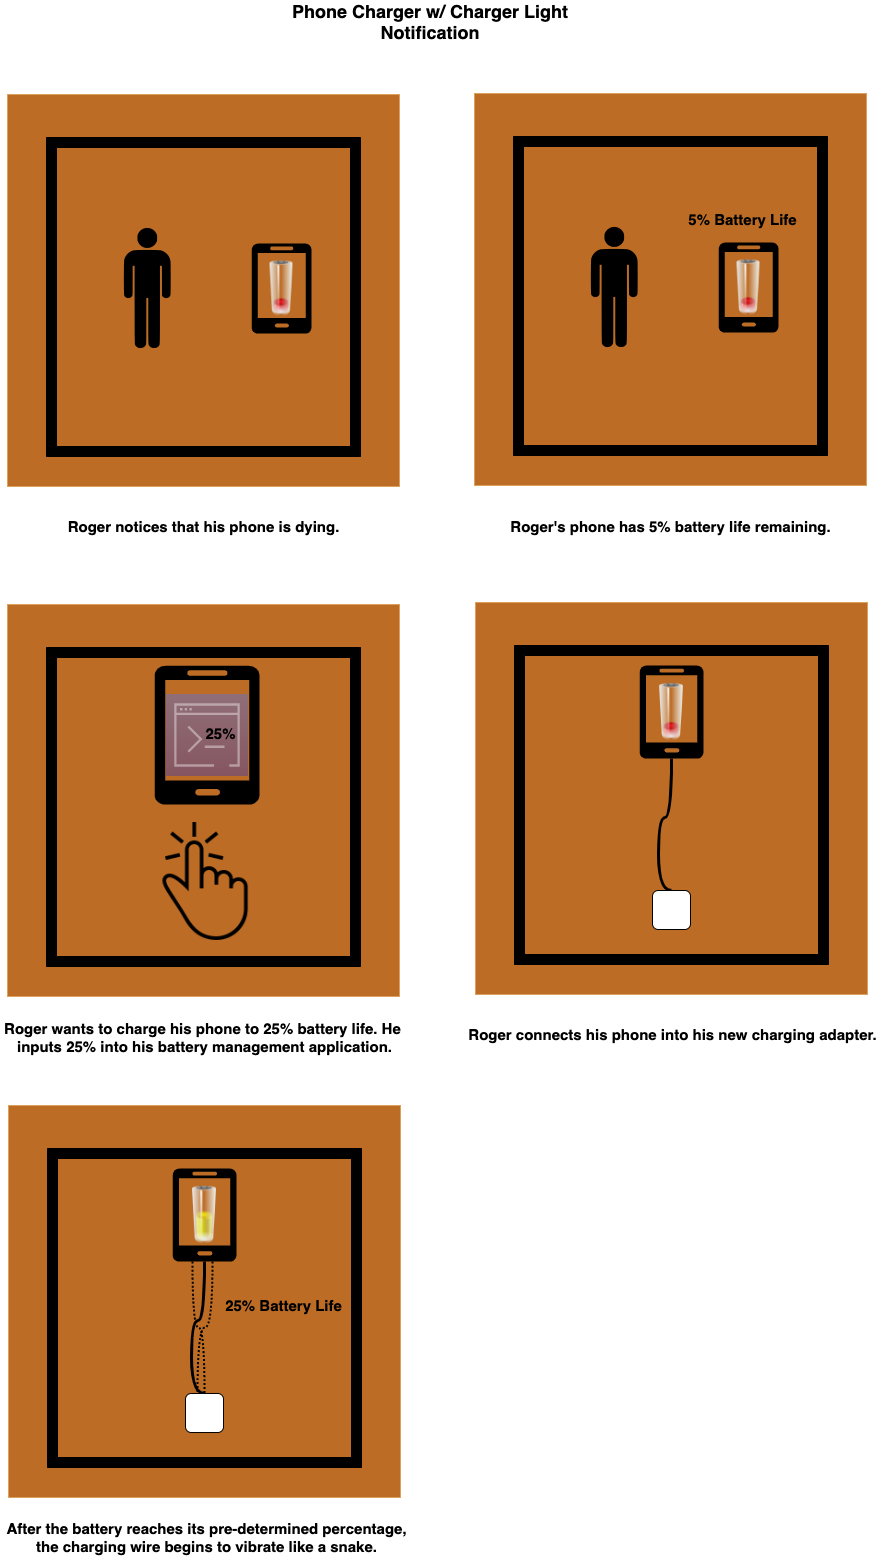 Phone Charger w/ Charger Light
Notification
5% Battery Life
Roger notices that his phone is dying.
Roger's phone has 5% battery life remaining.
25%
Roger wants to charge his phone to 25% battery life. He
inputs 25% into his battery management application.
Roger connects his phone into his new charging adapter.
25% Battery Life
After the battery reaches its pre-determined percentage,
the charging wire begins to vibrate like a snake.